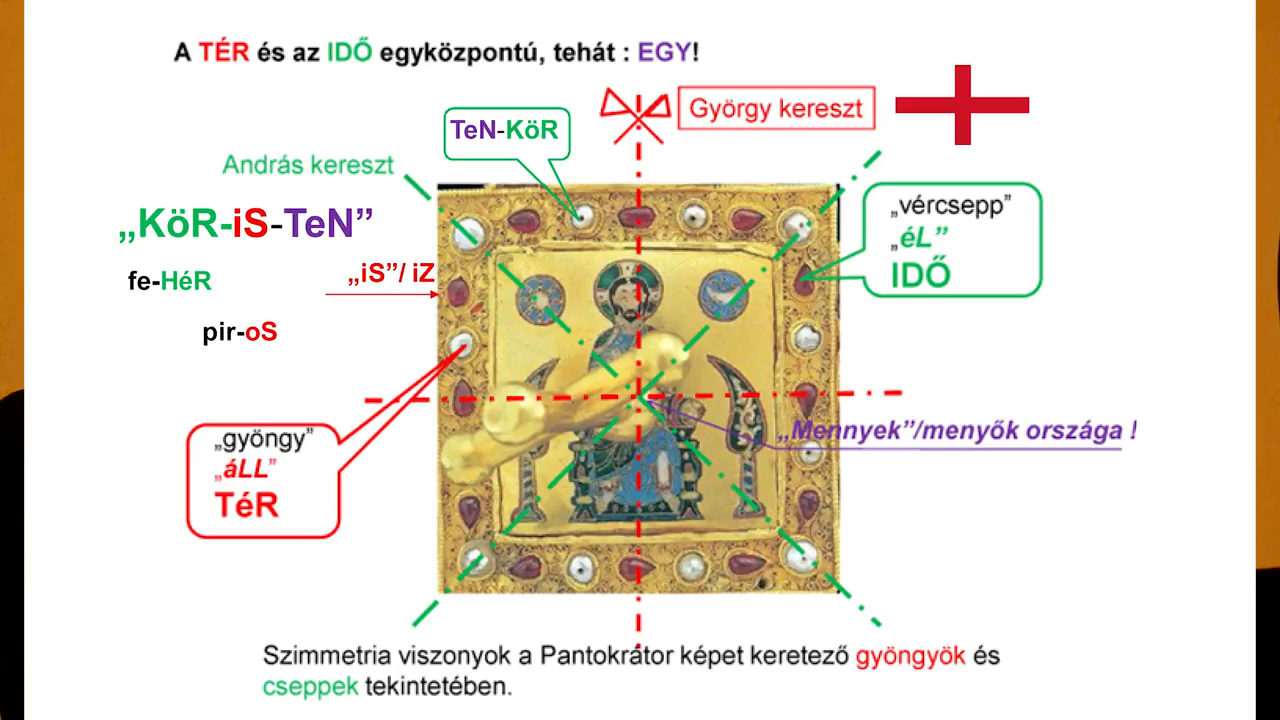 A TÉR és az IDŐ egyközpontú, tehát : EGY!
György kereszt
TeN-KöR
András kereszt
„KöR-iS-TeN”
fe-HéR
„iS”/ iZ
pir-oS
„vércsepp”
„éL”
IDŐ
„gyöngy”
„áLL”
TéR
„Mennyek”/menyők országa !
Szimmetria viszonyok a Pantokrátor képet keretező gyöngyök és
cseppek tekintetében.